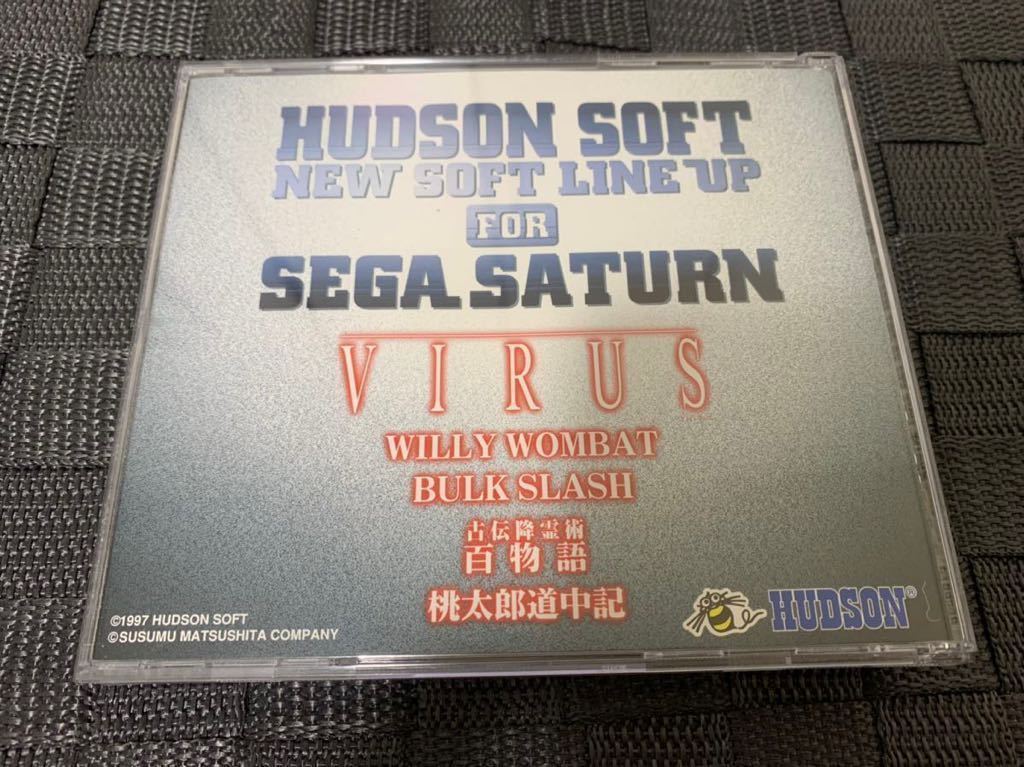 HUDSON SOFT
NEW SOFT LINE UP
FOR
SEGA SATURN
VIRUS
WILLY WOMBAT
BULK SLASH
古伝降霊術
百物語
桃太郎道中記
©1997 HUDSON SOFT
©SUSUMU MATSUSHITA COMPANY
HUDSON®